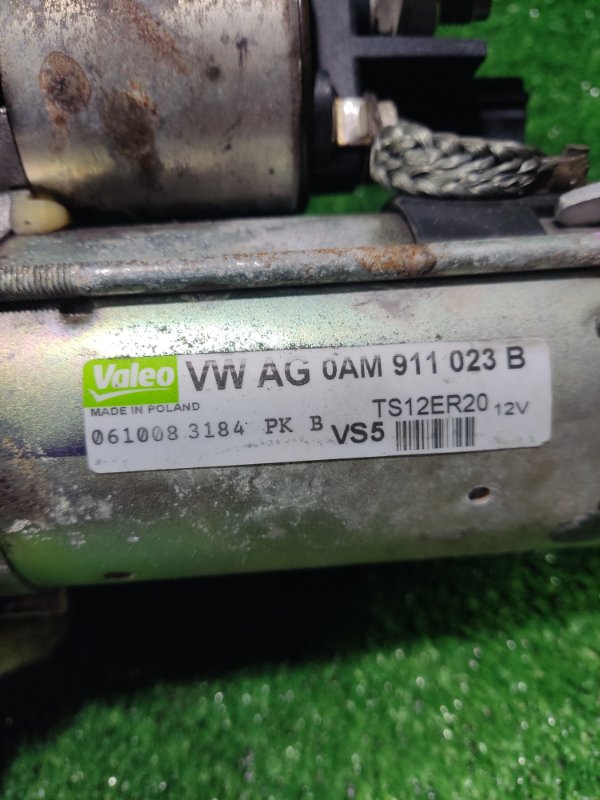 Valeo VW AG 0AM 911 023 B
MADE IN POLAND TS12ER20 12V
061008 3184 PK B VS5